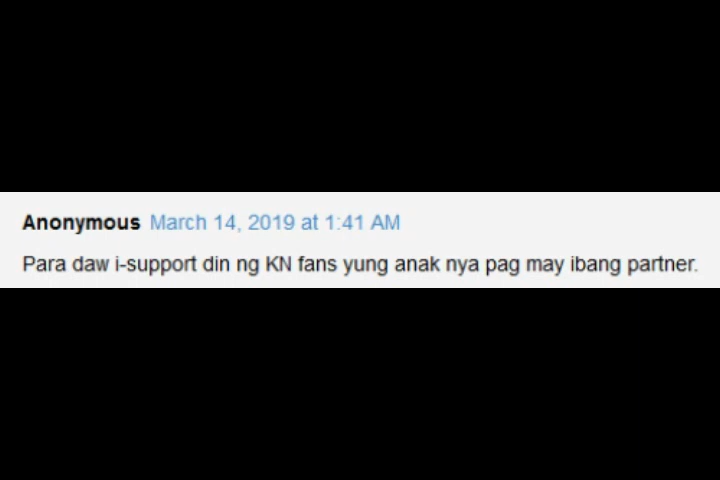 Anonymous March 14, 2019 at 1:41 AM
Para daw i-support din ng KN fans yung anak nya pag may ibang partner.